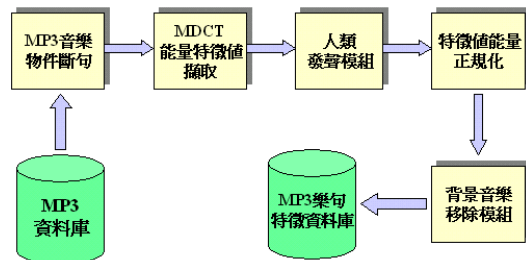 MP3音樂
物件斷句
MDCT
能量特徵值
擷取
人類
發聲模組
特徵值能量
正規化
背景音樂
移除模組
MP3樂句
特徵資料庫
MP3
資料庫